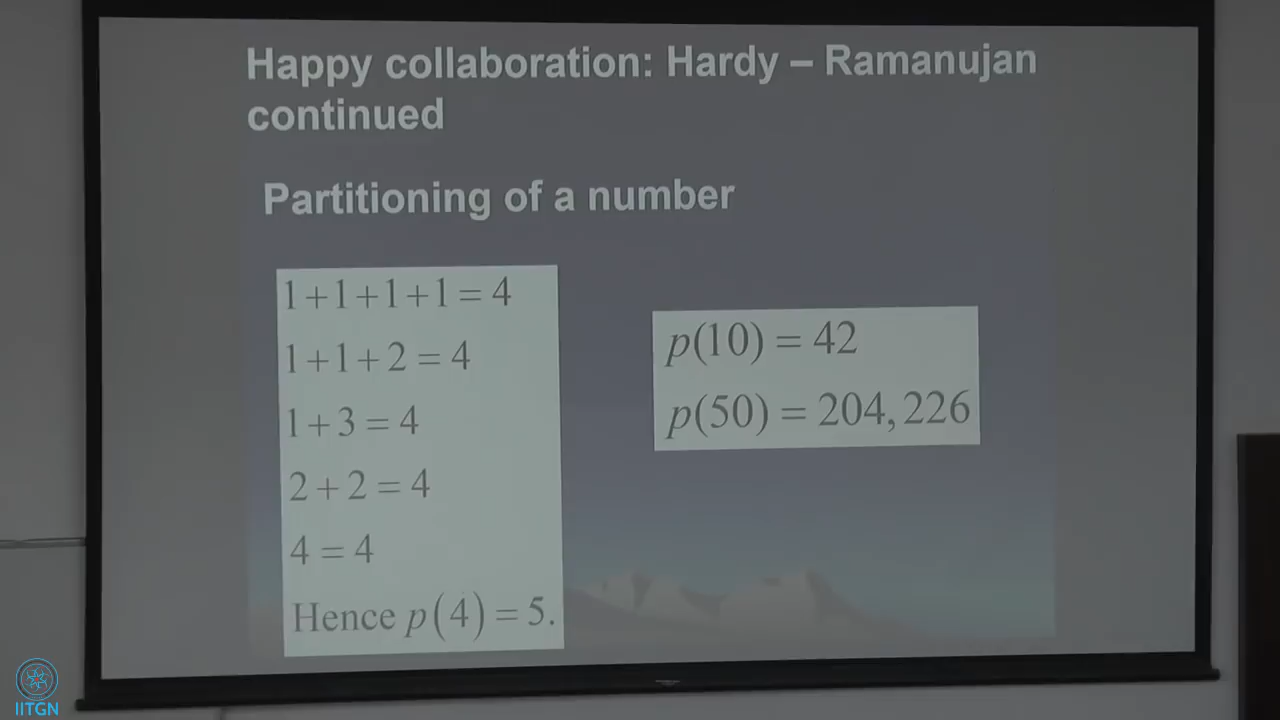 Happy collaboration: Hardy – Ramanujan
continued
Partitioning of a number
1+1+1+1 = 4
1+1+2 = 4
1+3 = 4
2+2 = 4
4 = 4
Hence p(4) = 5.
p(10) = 42
p(50) = 204,226
IITGN